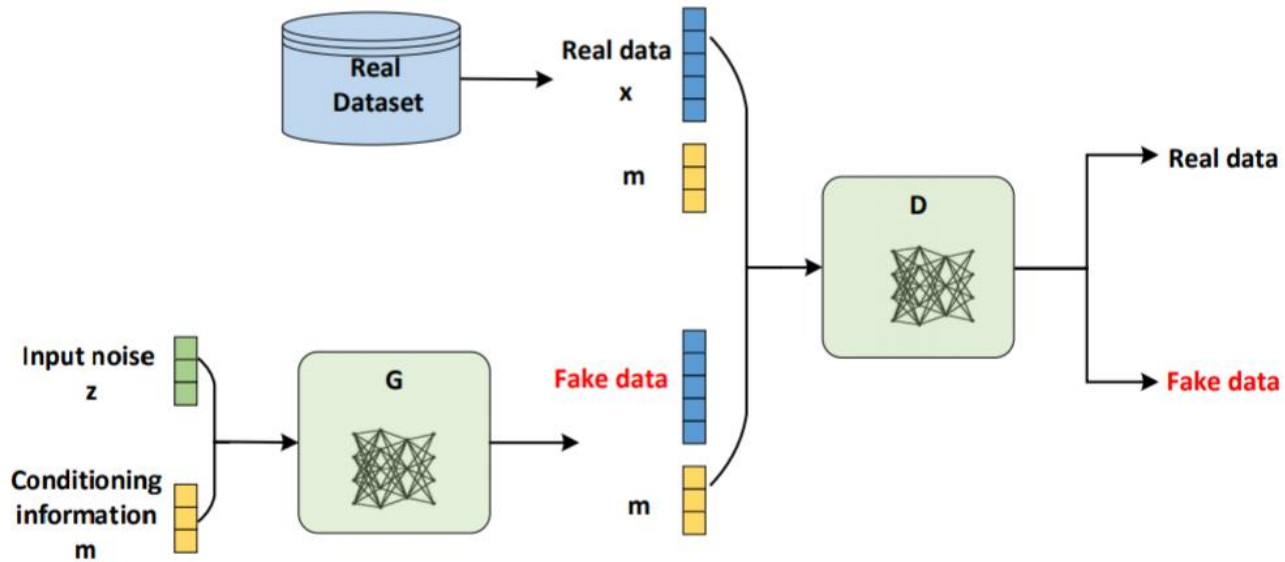 Real
Dataset
Real data
x
m
D
Real data
Fake data
Input noise
z
G
Fake data
Conditioning
information
m
m